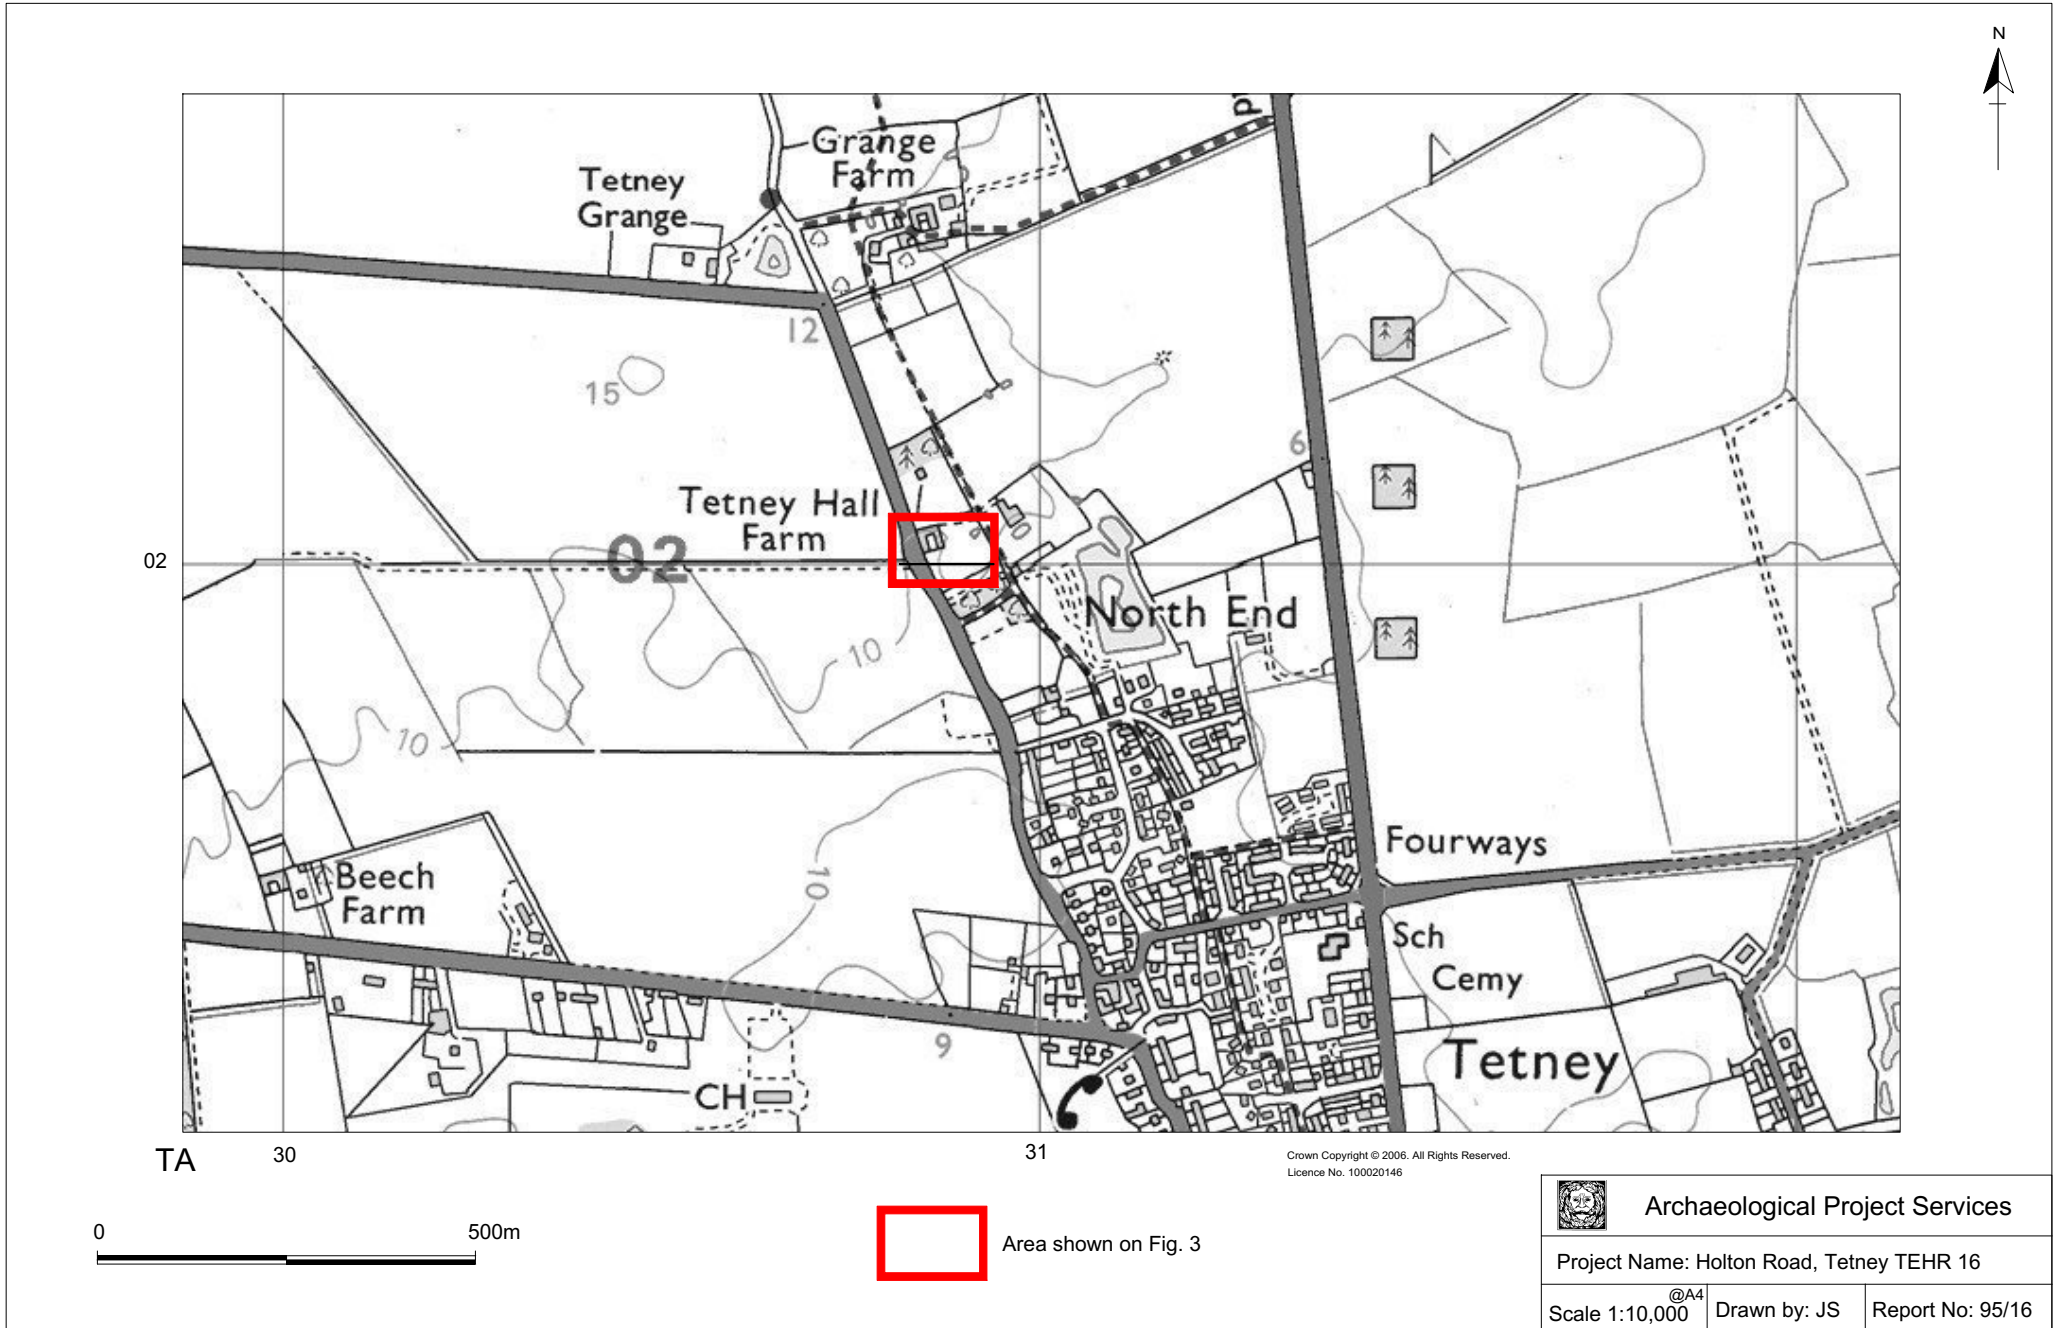 N
Grange
Farm
Tetney
Grange
12
15
6
Tetney Hall
Farm
02
02
North End
10
10
10
Beech
Farm
Fourways
Sch
Cemy
9
Tetney
CH
TA
30
31
Crown Copyright © 2006. All Rights Reserved.
Licence No. 100020146
0
500m
Area shown on Fig. 3
Archaeological Project Services
Project Name: Holton Road, Tetney TEHR 16
Scale 1:10,000 @A4
Drawn by: JS
Report No: 95/16